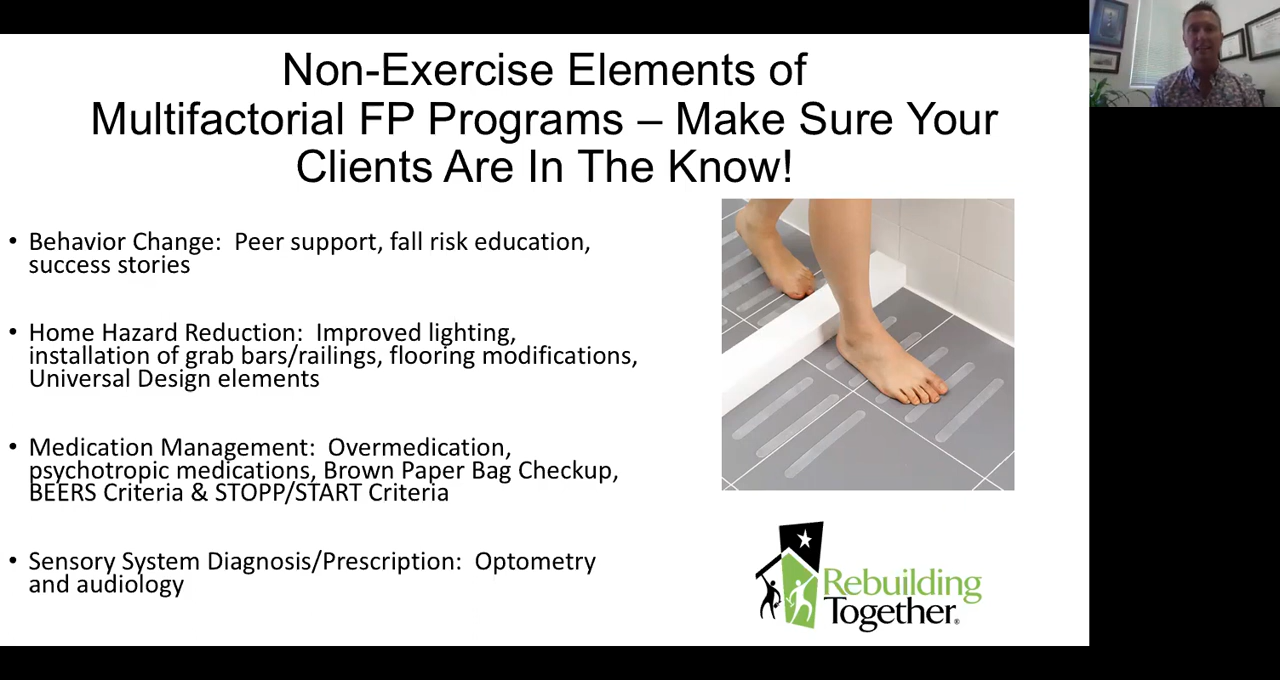 Non-Exercise Elements of
Multifactorial FP Programs – Make Sure Your
Clients Are In The Know!
• Behavior Change:  Peer support, fall risk education,
success stories
• Home Hazard Reduction:  Improved lighting,
installation of grab bars/railings, flooring modifications,
Universal Design elements
• Medication Management:  Overmedication,
psychotropic medications, Brown Paper Bag Checkup,
BEERS Criteria & STOPP/START Criteria
• Sensory System Diagnosis/Prescription:  Optometry
and audiology
Rebuilding
Together®